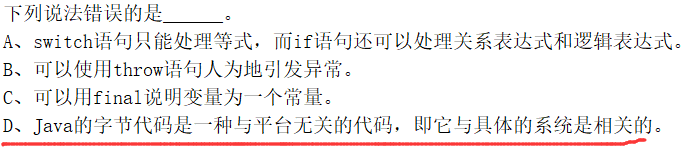 下列说法错误的是______。
A、switch语句只能处理等式，而if语句还可以处理关系表达式和逻辑表达式。
B、可以使用throw语句人为地引发异常。
C、可以用final说明变量为一个常量。
D、Java的字节代码是一种与平台无关的代码，即它与具体的系统是相关的。